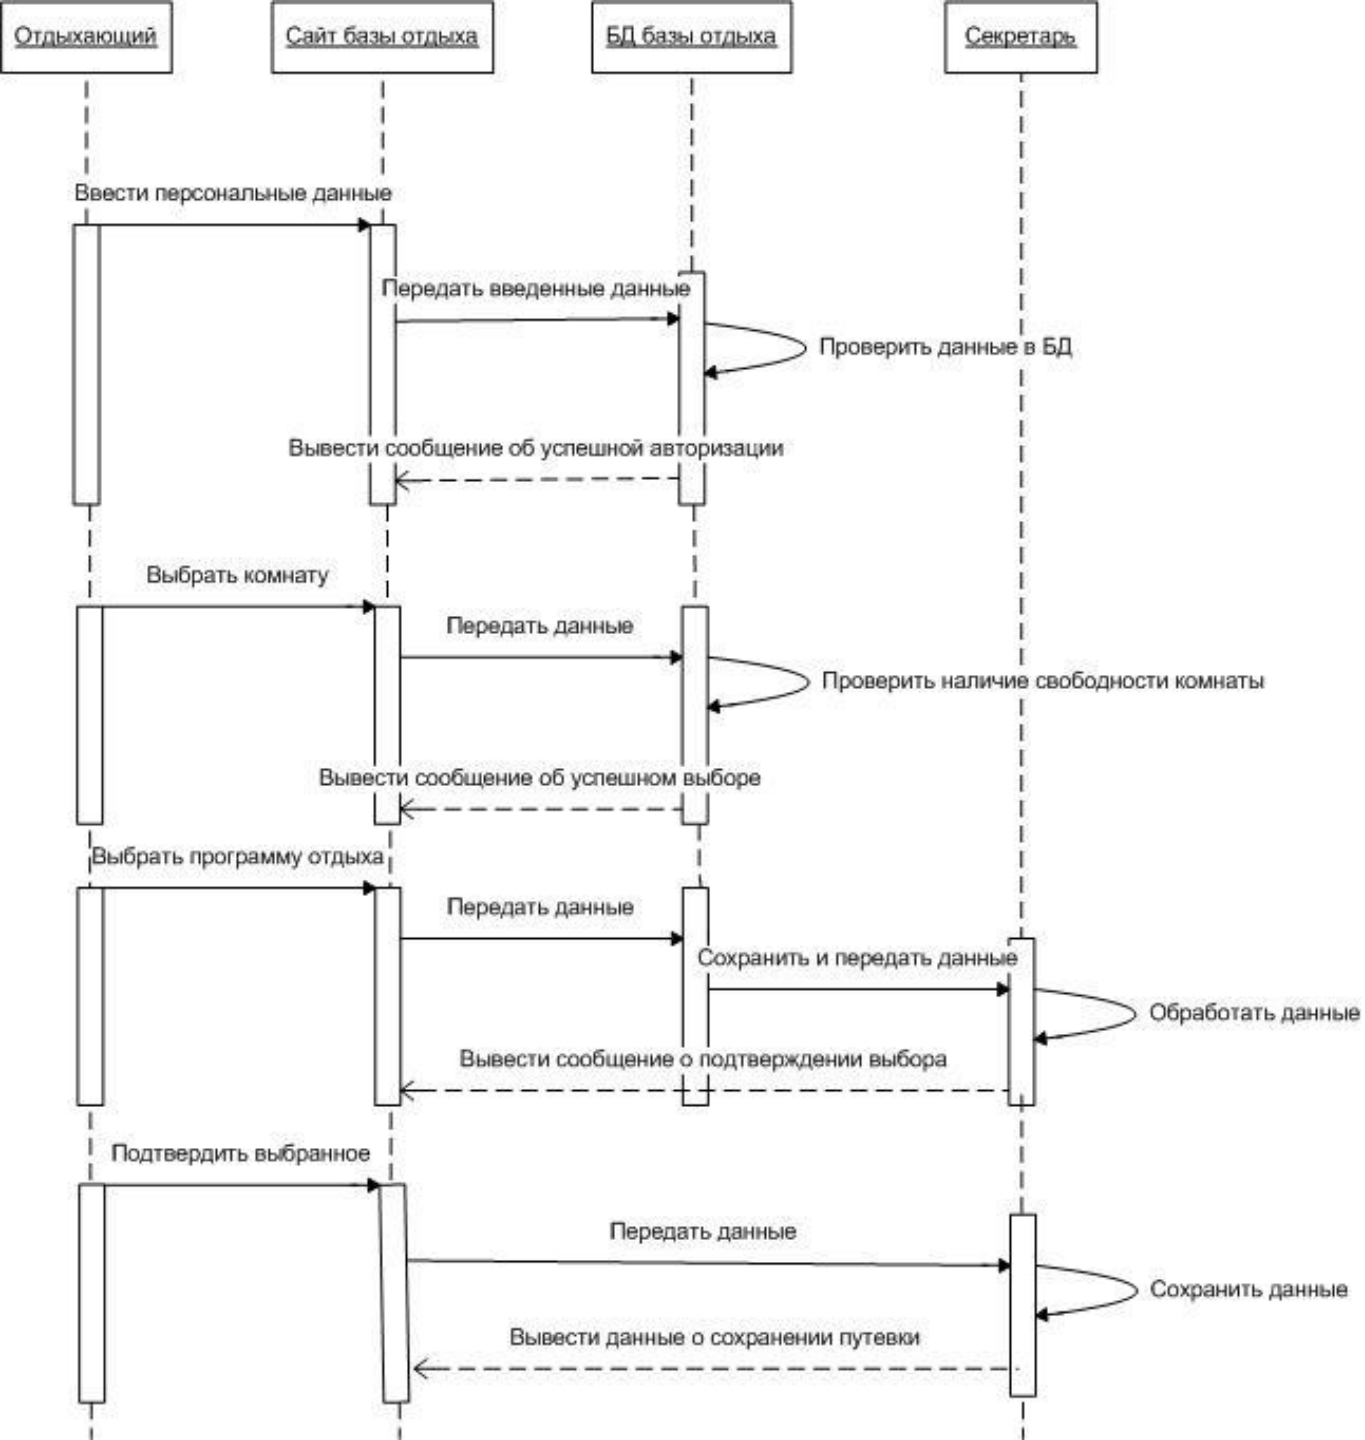 Отдыхающий
Сайт базы отдыха
БД базы отдыха
Секретарь
Ввести персональные данные
Передать введенные данные
Проверить данные в БД
Вывести сообщение об успешной авторизации
Выбрать комнату
Передать данные
Проверить наличие свободности комнаты
Вывести сообщение об успешном выборе
Выбрать программу отдыха
Передать данные
Сохранить и передать данные
Обработать данные
Вывести сообщение о подтверждении выбора
Подтвердить выбранное
Передать данные
Сохранить данные
Вывести данные о сохранении путевки